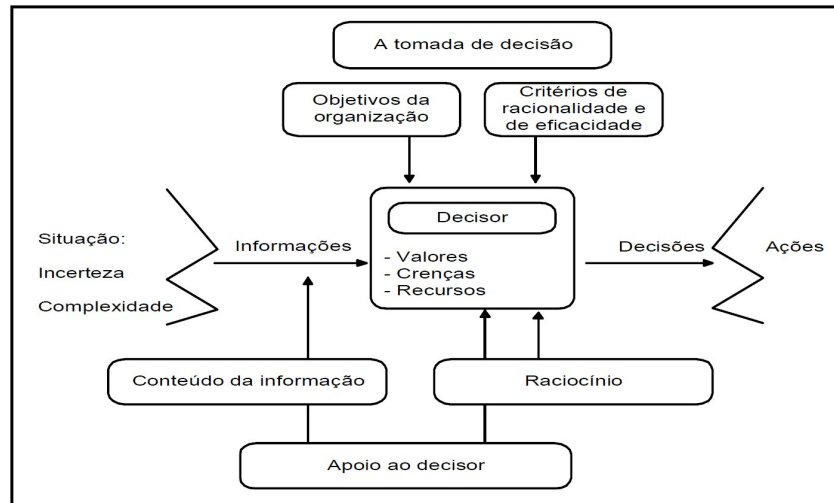 A tomada de decisão
Objetivos da
organização
Critérios de
racionalidade e
de eficacidade
Decisor
- Valores
- Crenças
- Recursos
Situação:
Incerteza
Complexidade
Informações
Decisões
Ações
Conteúdo da informação
Raciocínio
Apoio ao decisor